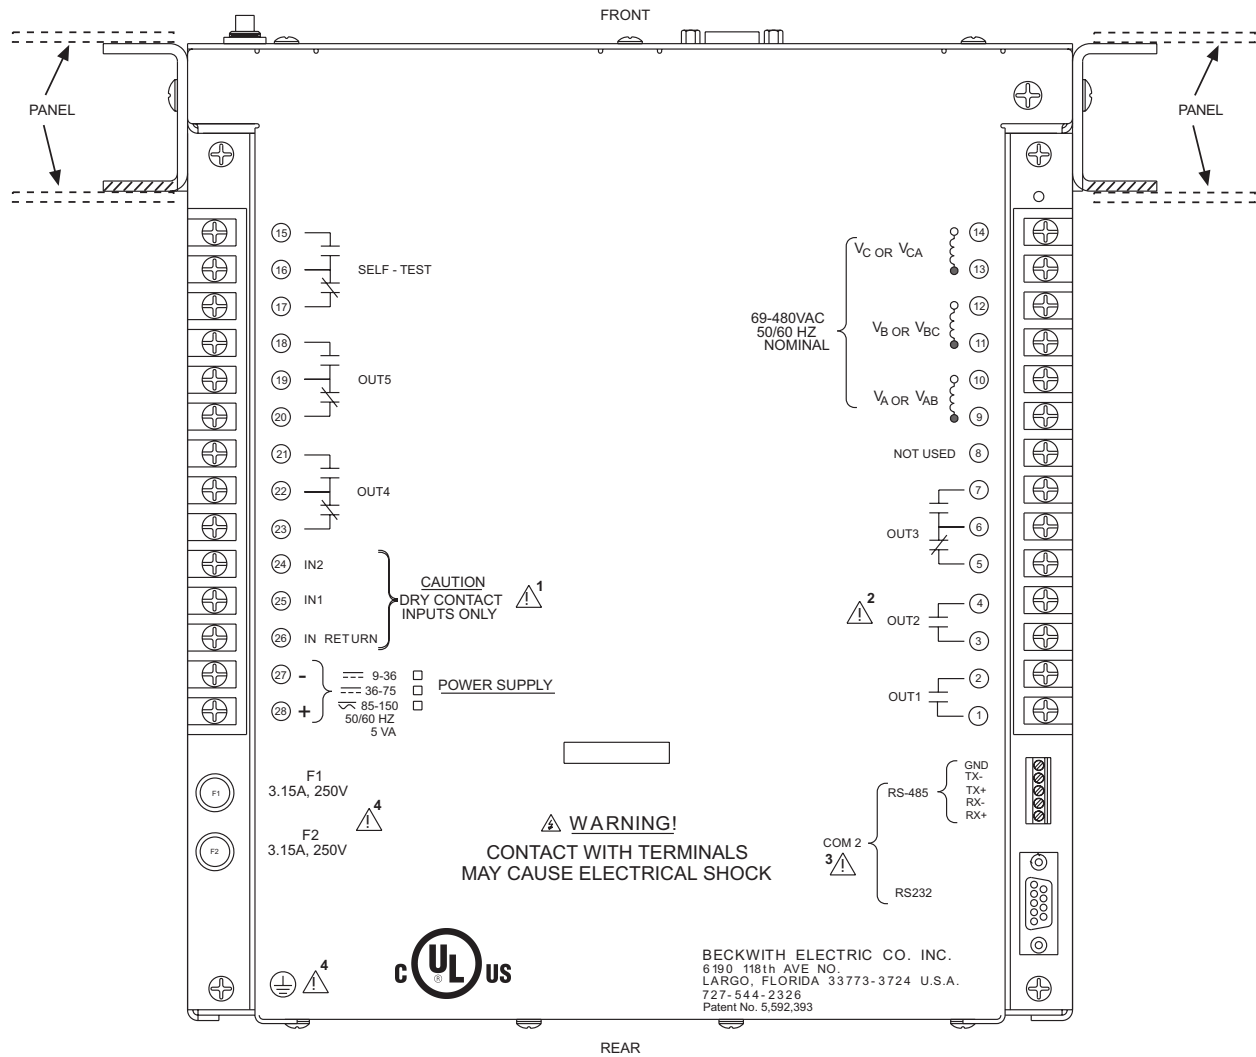 FRONT
PANEL
PANEL
15
16 SELF - TEST
17
18
19 OUT5
20
21
22 OUT4
23
24 IN2
25 IN1
26 IN RETURN
CAUTION
DRY CONTACT
INPUTS ONLY
1
27 -
28 +
9-36
36-75
85-150
50/60 HZ
5 VA
POWER SUPPLY
F1
F1
3.15A, 250V
4
F2
F2
3.15A, 250V
69-480VAC
50/60 HZ
NOMINAL
VC OR VCA
14
13
VB OR VBC
12
11
VA OR VAB
10
9
NOT USED 8
7
OUT3 6
5
2
OUT2
4
3
OUT1
2
1
WARNING!
CONTACT WITH TERMINALS
MAY CAUSE ELECTRICAL SHOCK
COM 2
3
RS-485
GND
TX-
TX+
RX-
RX+
RS232
4
C UL US
®
BECKWITH ELECTRIC CO. INC.
6190 118th AVE NO.
LARGO, FLORIDA 33773-3724 U.S.A.
727-544-2326
Patent No. 5,592,393
REAR